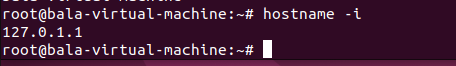 root@bala-virtual-machine:~# hostname -i
127.0.1.1
root@bala-virtual-machine:~#